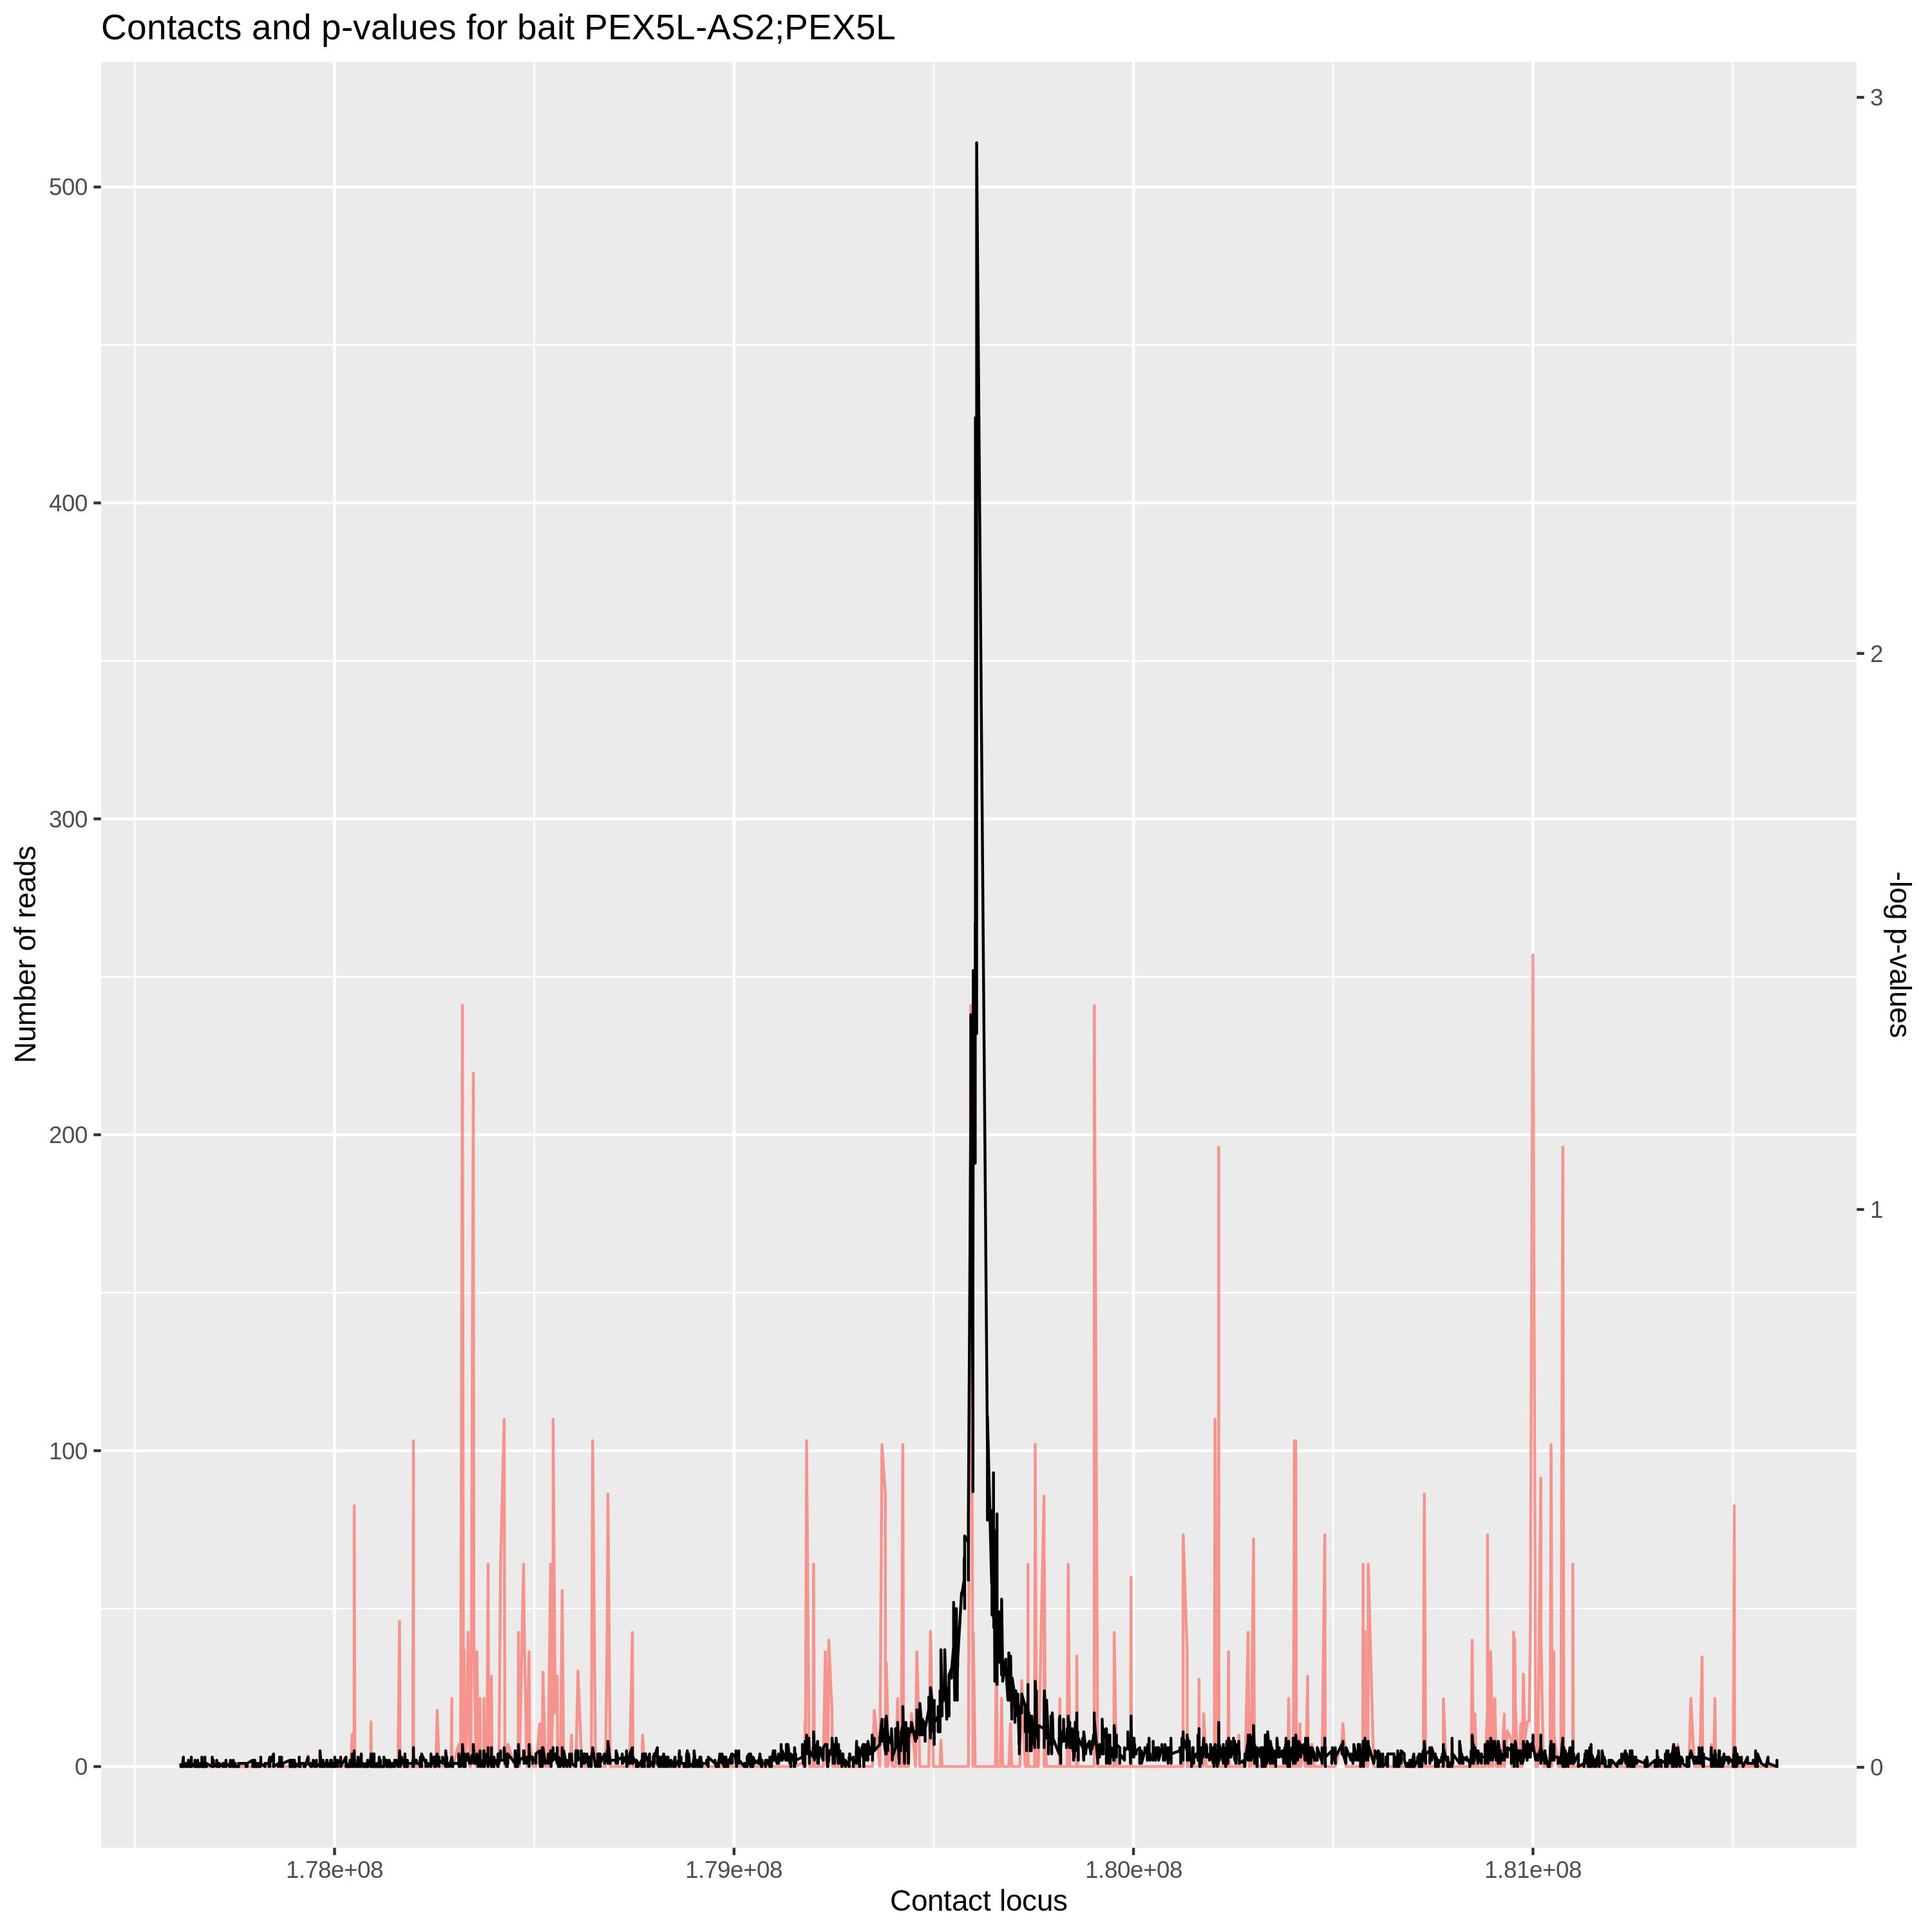 Contacts and p-values for bait PEX5L-AS2;PEX5L
3
500
400
2
300
Number of reads
-log p-values
200
1
100
0
0
1.78e+08 1.79e+08 1.80e+08 1.81e+08
Contact locus